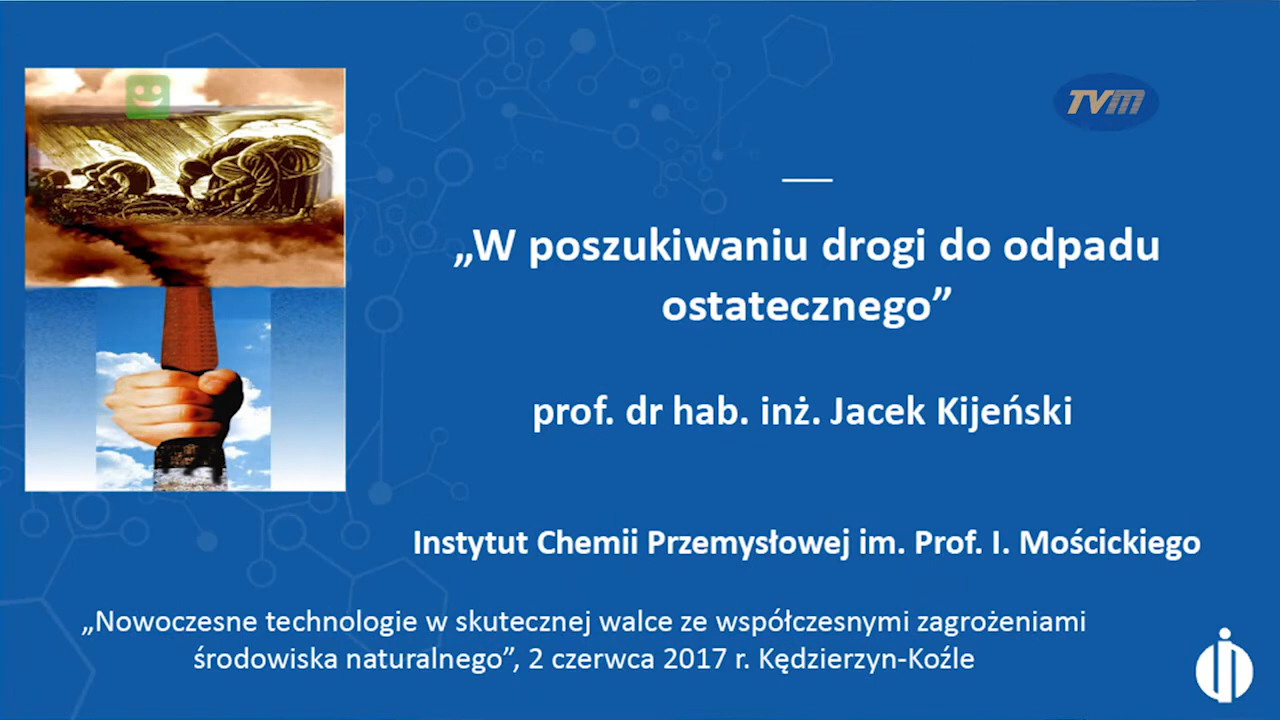 TVM
„W poszukiwaniu drogi do odpadu
ostatecznego”
prof. dr hab. inż. Jacek Kijeński
Instytut Chemii Przemysłowej im. Prof. I. Mościckiego
„Nowoczesne technologie w skutecznej walce ze współczesnymi zagrożeniami
środowiska naturalnego”, 2 czerwca 2017 r. Kędzierzyn-Koźle